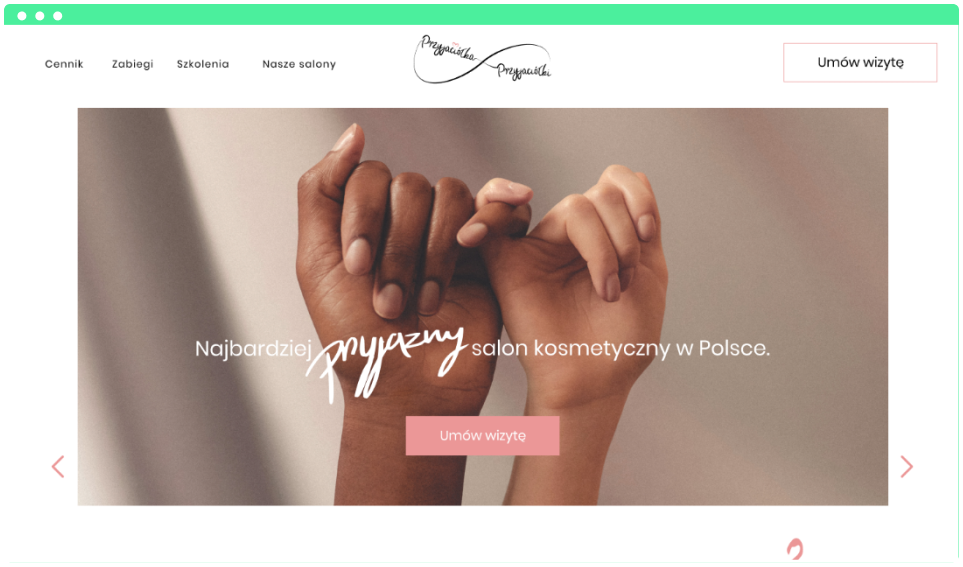 Cennik Zabiegi Szkolenia Nasze salony
Przyjaciółka
Przyjaciółki
Umów wizytę
Najbardziej przyjazny salon kosmetyczny w Polsce.
Umów wizytę